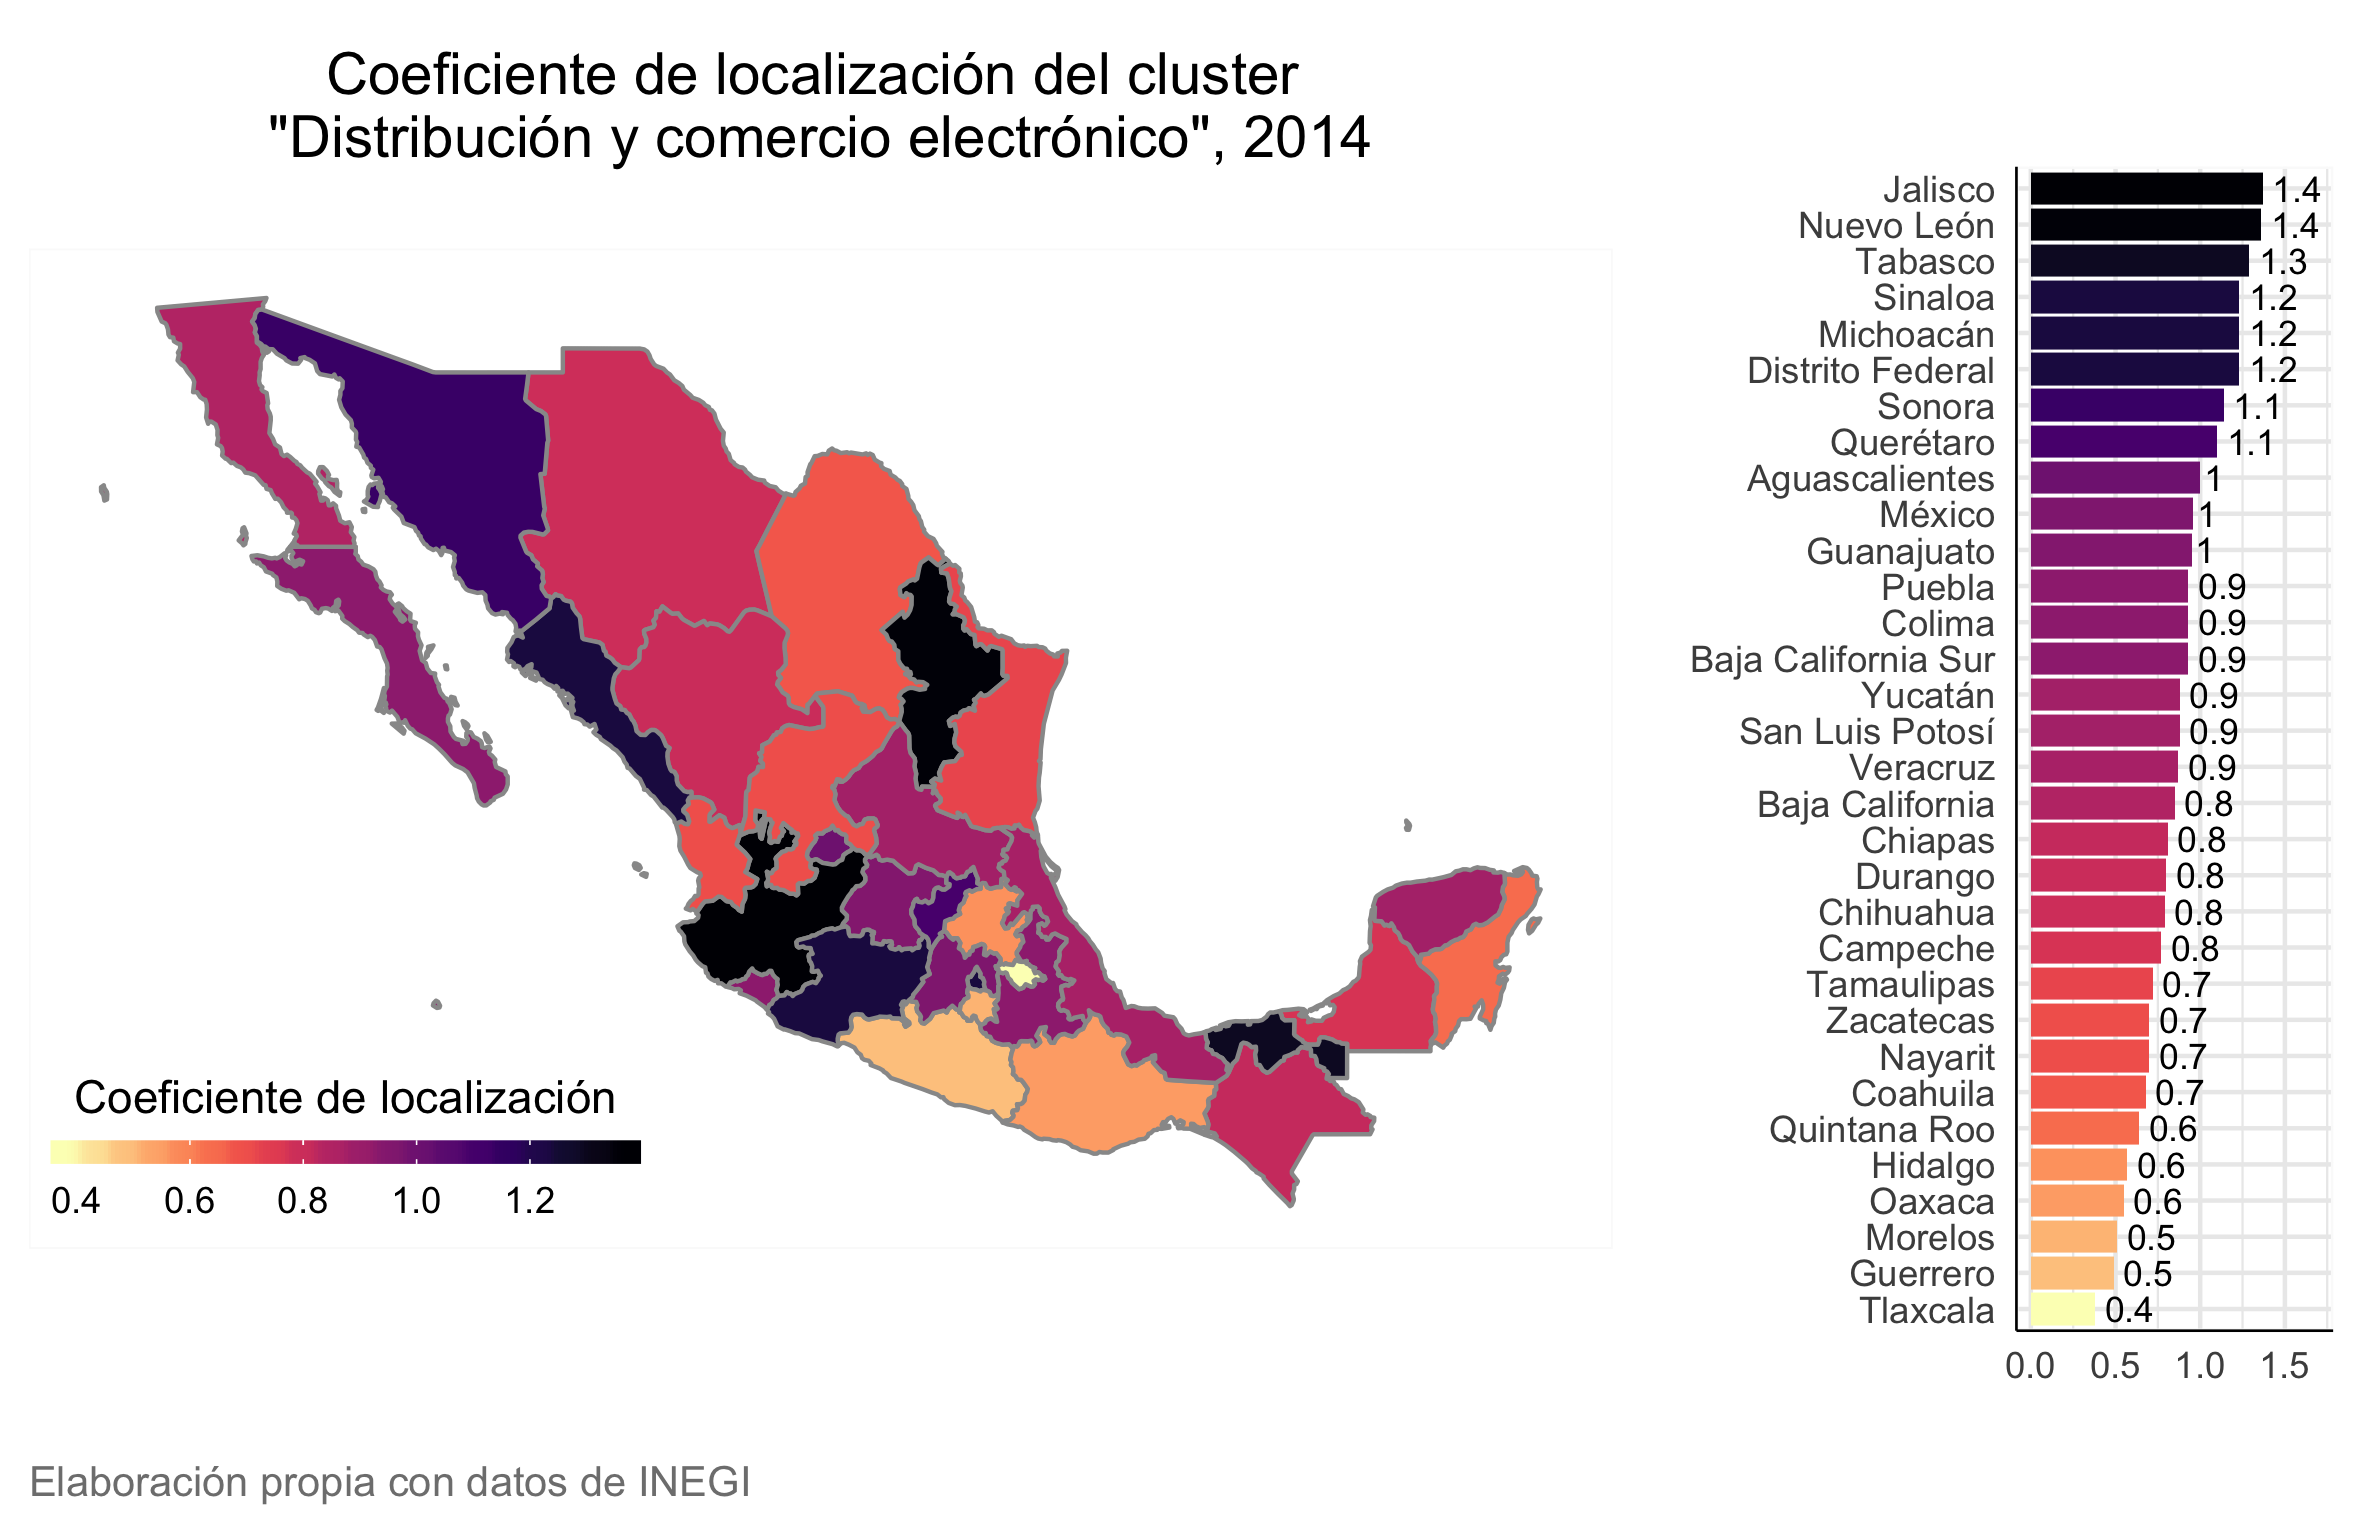 Coeficiente de localización del cluster
"Distribución y comercio electrónico", 2014
Coeficiente de localización
0.4 0.6 0.8 1.0 1.2
Jalisco 1.4
Nuevo León 1.4
Tabasco 1.3
Sinaloa 1.2
Michoacán 1.2
Distrito Federal 1.2
Sonora 1.1
Querétaro 1.1
Aguascalientes 1
México 1
Guanajuato 1
Puebla 0.9
Colima 0.9
Baja California Sur 0.9
Yucatán 0.9
San Luis Potosí 0.9
Veracruz 0.9
Baja California 0.8
Chiapas 0.8
Durango 0.8
Chihuahua 0.8
Campeche 0.8
Tamaulipas 0.7
Zacatecas 0.7
Nayarit 0.7
Coahuila 0.7
Quintana Roo 0.6
Hidalgo 0.6
Oaxaca 0.6
Morelos 0.5
Guerrero 0.5
Tlaxcala 0.4
0.0 0.5 1.0 1.5
Elaboración propia con datos de INEGI